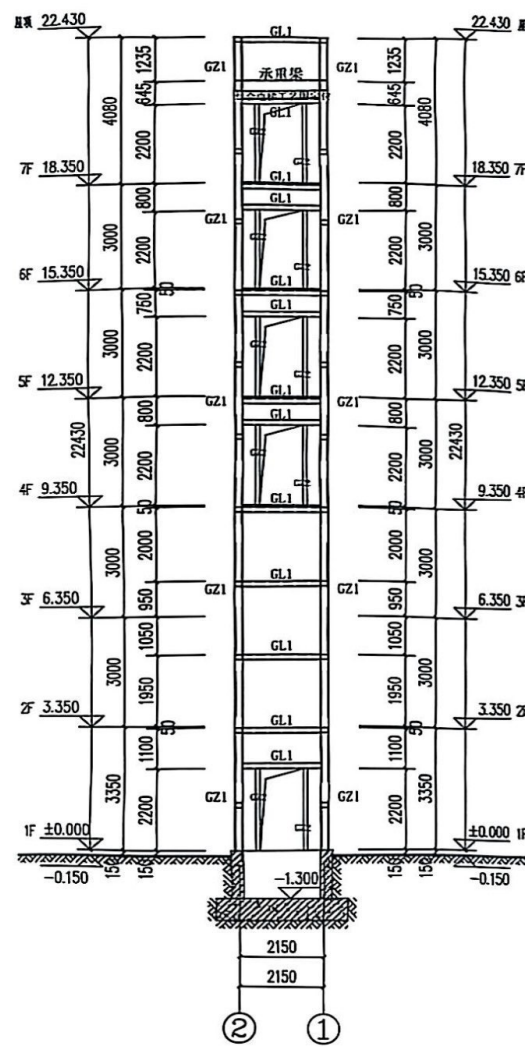 屋顶 22.430
22.430 屋
GL1
GZ1
GZ1
1235
1235
承吊梁
645
645
4080
4080
GL1
2200
2200
7F 18.350
18.350 7F
GL1
800
800
GL1
GZ1
GZ1
3000
3000
2200
2200
6F 15.350
15.350 6F
GL1
50
50
750
750
GL1
3000
3000
2200
2200
5F 12.350
12.350 5F
GL1
GZ1
GZ1
800
800
GL1
22430
22430
3000
3000
2200
2200
4F 9.350
9.350 4F
GL1
50
50
2000
2000
3000
3000
GL1
GZ1
GZ1
950
950
3F 6.350
6.350 3F
1050
1050
GL1
3000
3000
1950
1950
2F 3.350
3.350 2F
GL1
50
50
1100
1100
GL1
3350
3350
GZ1
GZ1
2200
2200
1F ±0.000
±0.000 1F
-0.150
150
150
-1.300
150
150
-0.150
2150
2150
2
1